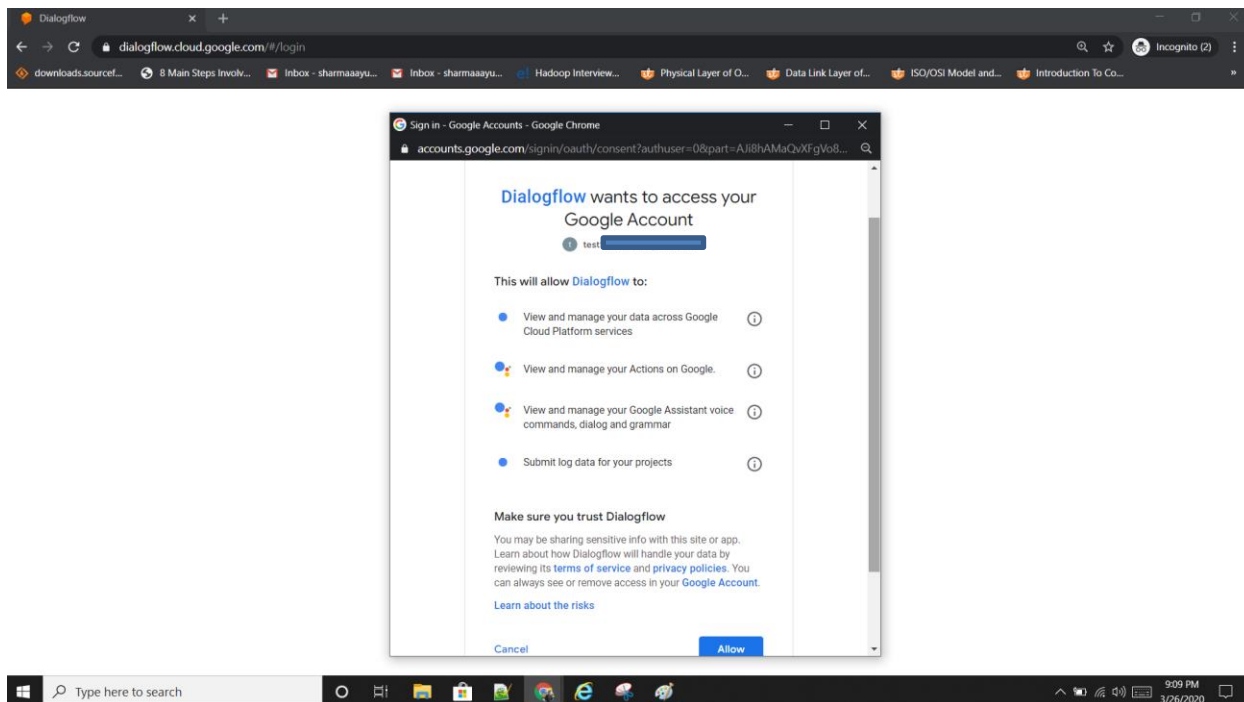 Dialogflow
dialogflow.cloud.google.com/#/login
Incognito (2)
downloads.sourcef...
8 Main Steps Involv...
Inbox - sharmaaayu...
Inbox - sharmaaayu...
Hadoop Interview...
Physical Layer of O...
Data Link Layer of...
ISO/OSI Model and...
Introduction To Co...
»
Sign in - Google Accounts - Google Chrome
accounts.google.com/signin/oauth/consent?authuser=0&part=AJi8hAMaQvXFgVo8...
Dialogflow wants to access your
Google Account
test
This will allow Dialogflow to:
View and manage your data across Google
Cloud Platform services
View and manage your Actions on Google.
View and manage your Google Assistant voice
commands, dialog and grammar
Submit log data for your projects
Make sure you trust Dialogflow
You may be sharing sensitive info with this site or app.
Learn about how Dialogflow will handle your data by
reviewing its terms of service and privacy policies. You
can always see or remove access in your Google Account.
Learn about the risks
Cancel
Allow
Type here to search
9:09 PM
3/26/2020